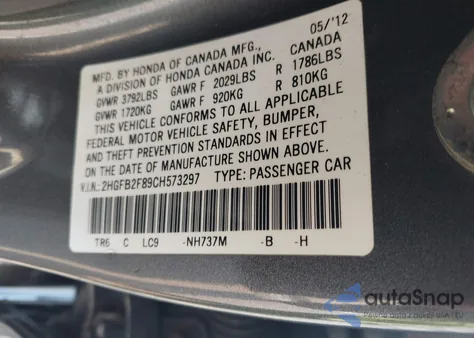 MFD. BY HONDA OF CANADA MFG., 05/'12
A DIVISION OF HONDA CANADA INC. CANADA
GVWR 3792LBS GAWR F 2029LBS R 1786LBS
GVWR 1720KG GAWR F 920KG R 810KG
THIS VEHICLE CONFORMS TO ALL APPLICABLE
FEDERAL MOTOR VEHICLE SAFETY, BUMPER,
AND THEFT PREVENTION STANDARDS IN EFFECT
ON THE DATE OF MANUFACTURE SHOWN ABOVE.
V.I.N.: 2HGFB2F89CH573297 TYPE: PASSENGER CAR
TR6 C LC9 -NH737M -B -H
autoSnap